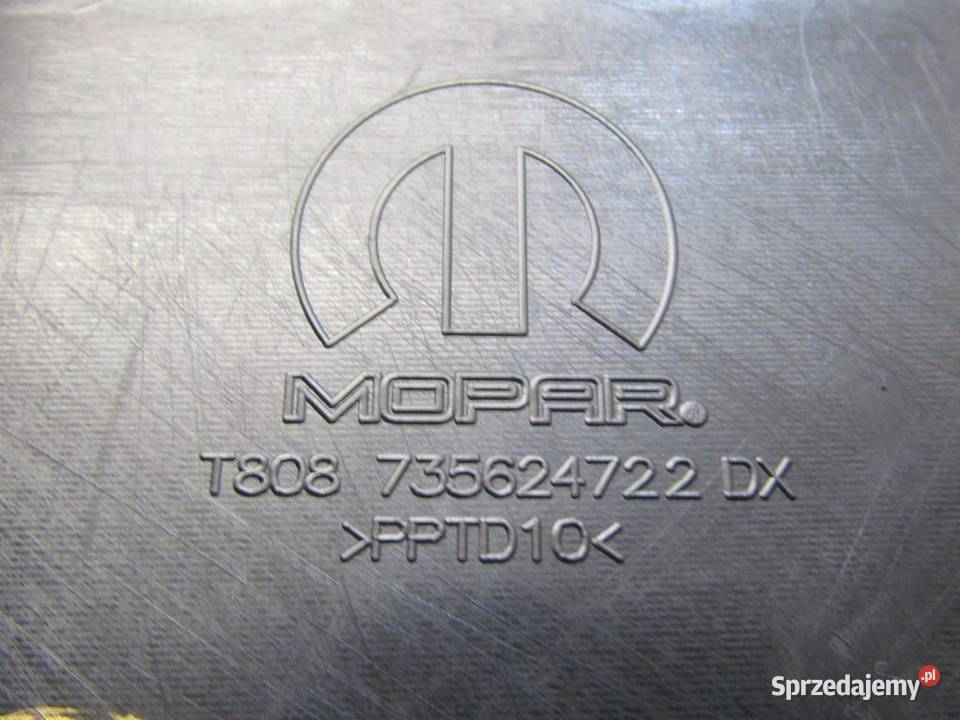 MOPAR®
T808 735624722 DX
>PPTD10<
Sprzedajemy.pl